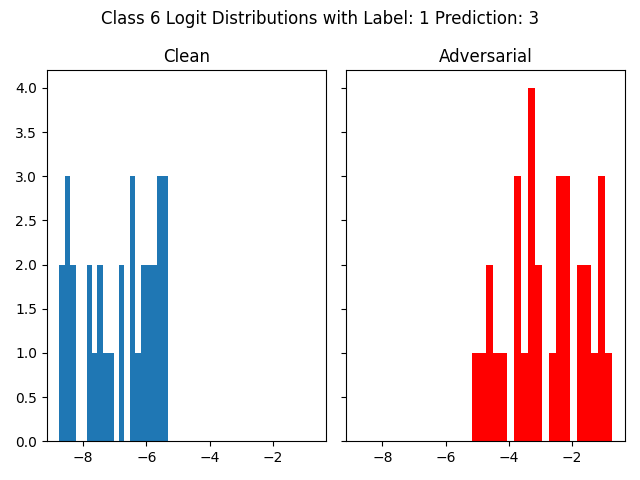 Class 6 Logit Distributions with Label: 1 Prediction: 3
Clean
Adversarial
4.0
3.5
3.0
2.5
2.0
1.5
1.0
0.5
0.0
−8 −6 −4 −2
−8 −6 −4 −2